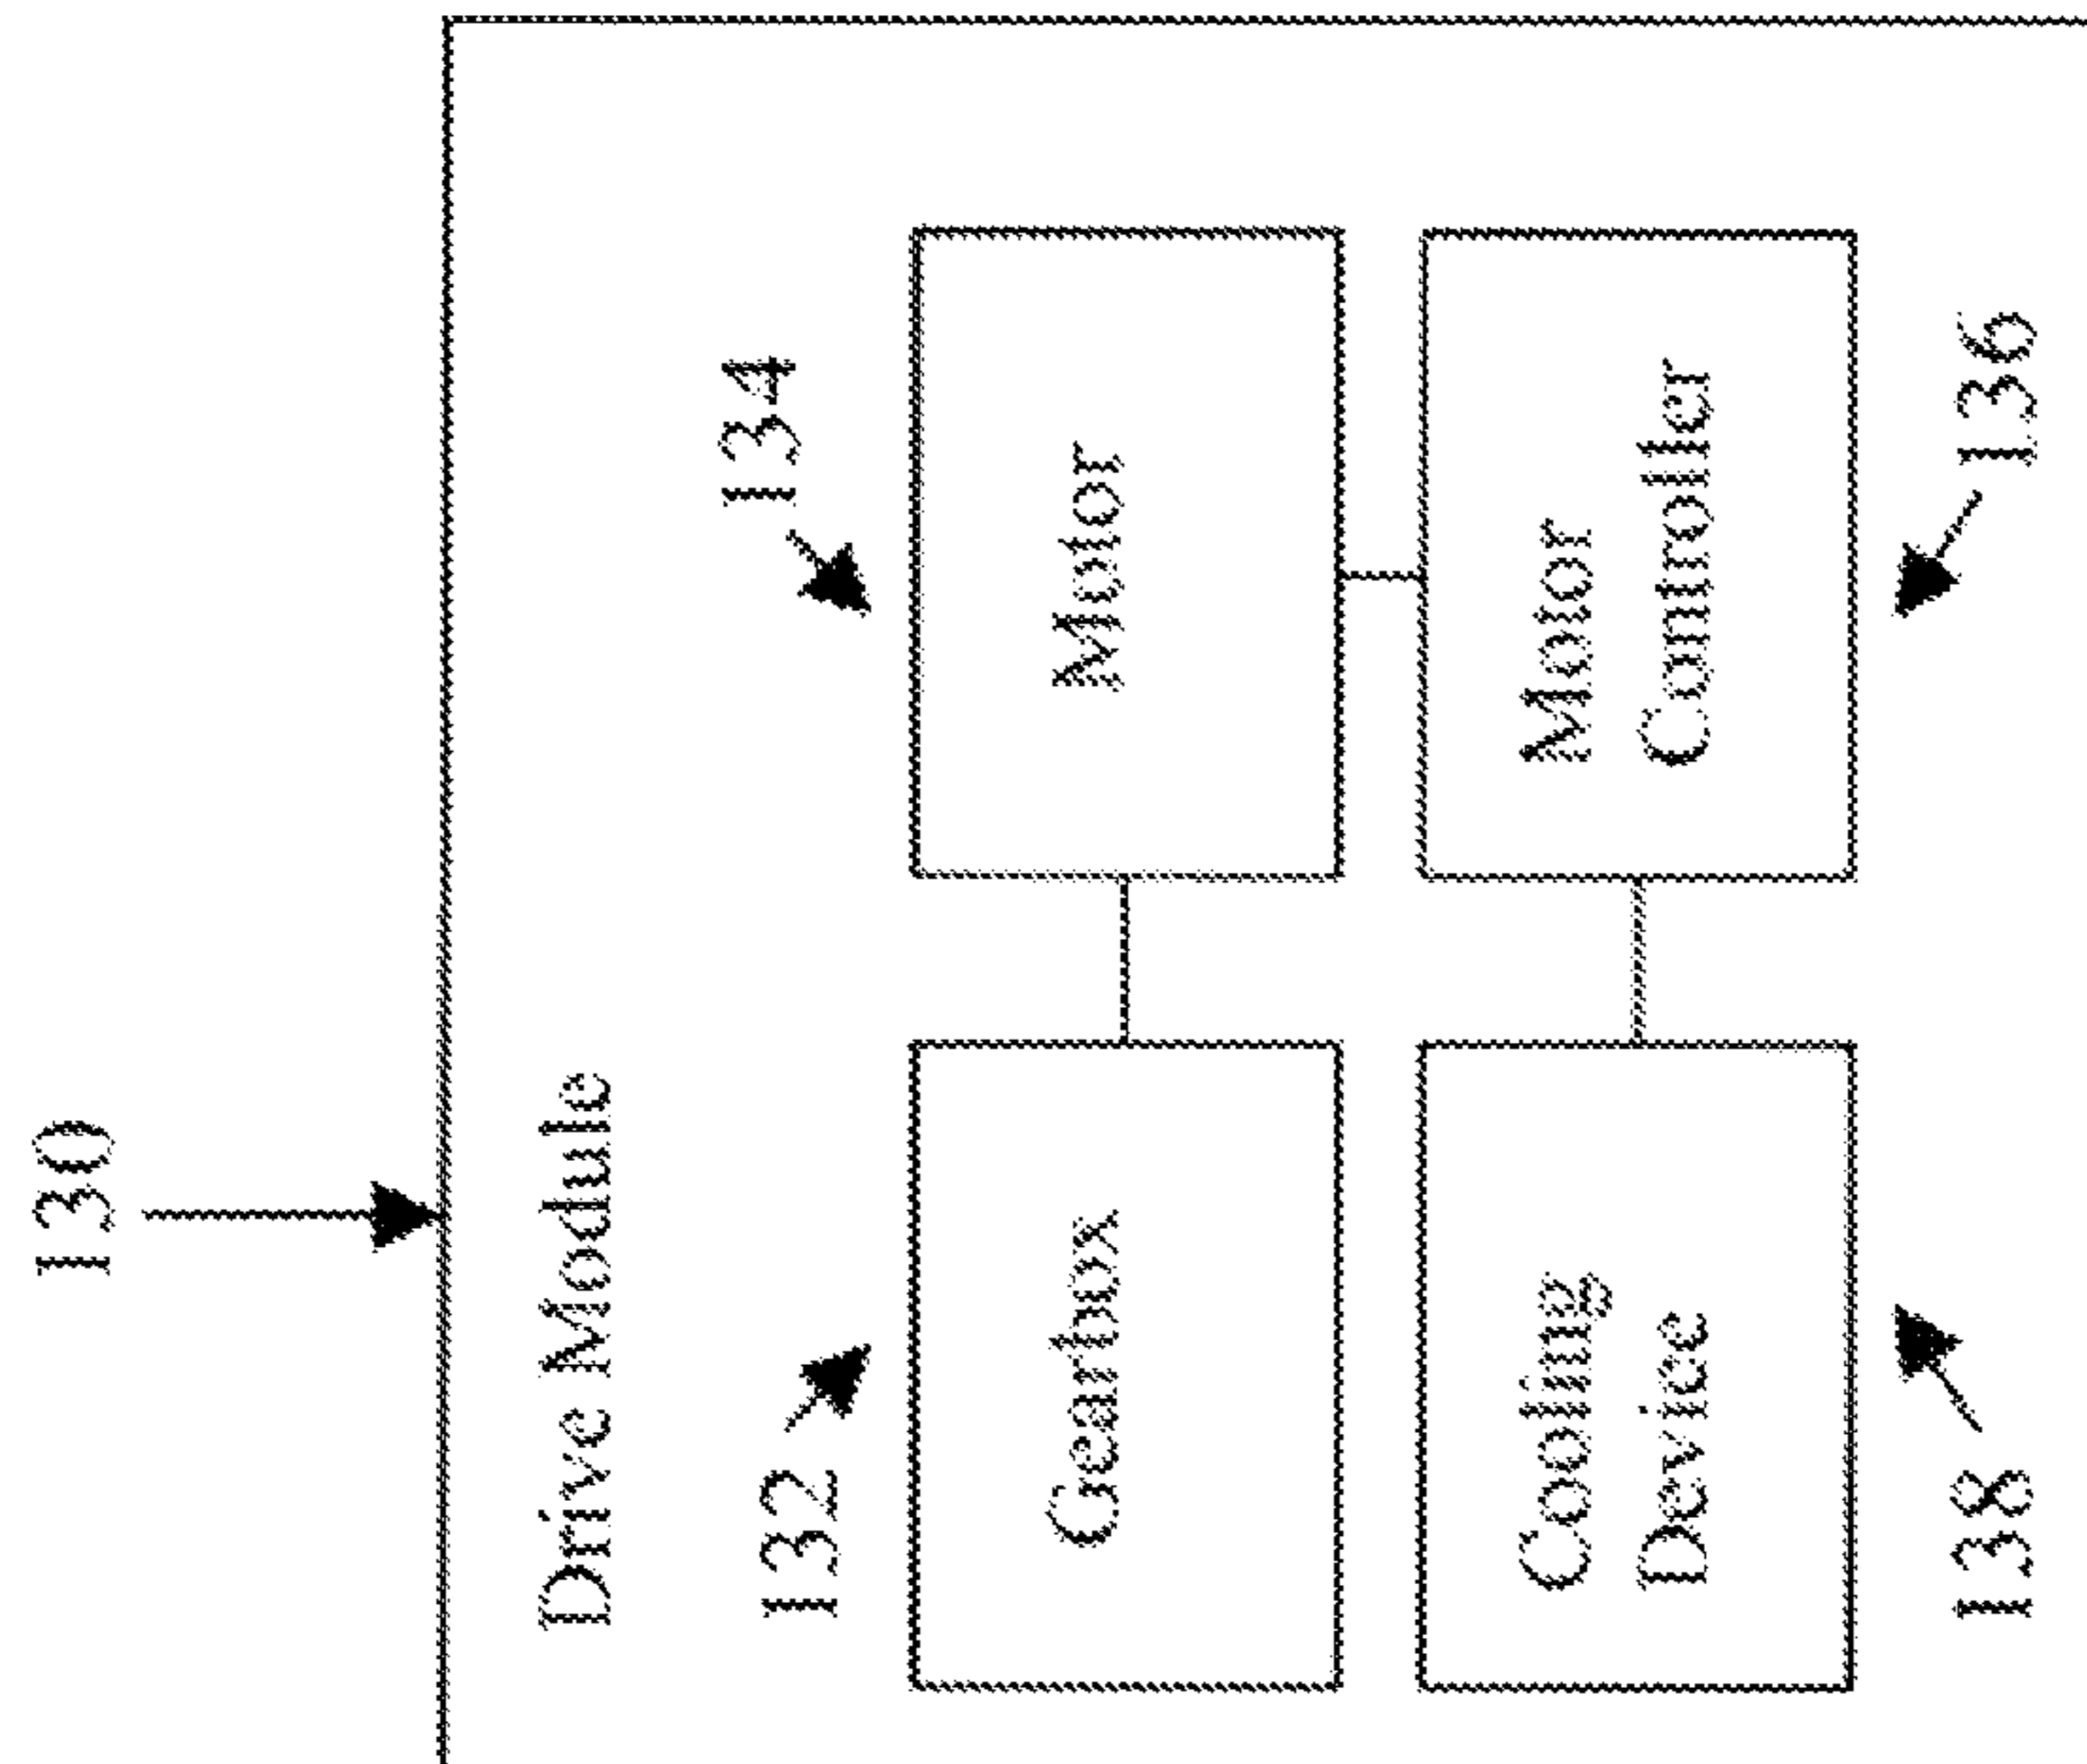 130
Drive Module
132
134
Gearbox
Motor
Cooling
Device
Motor
Controller
138
136